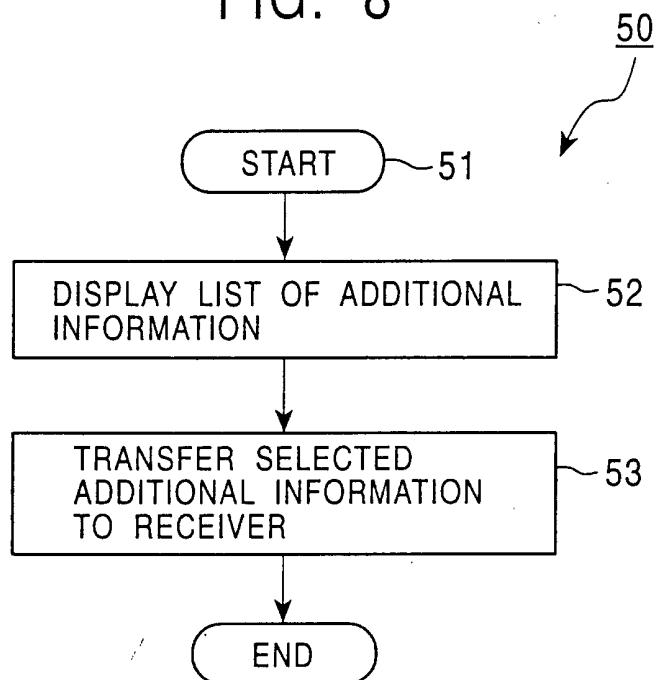 FIG. 8
50
START
51
DISPLAY LIST OF ADDITIONAL
INFORMATION
52
TRANSFER SELECTED
ADDITIONAL INFORMATION
TO RECEIVER
53
END